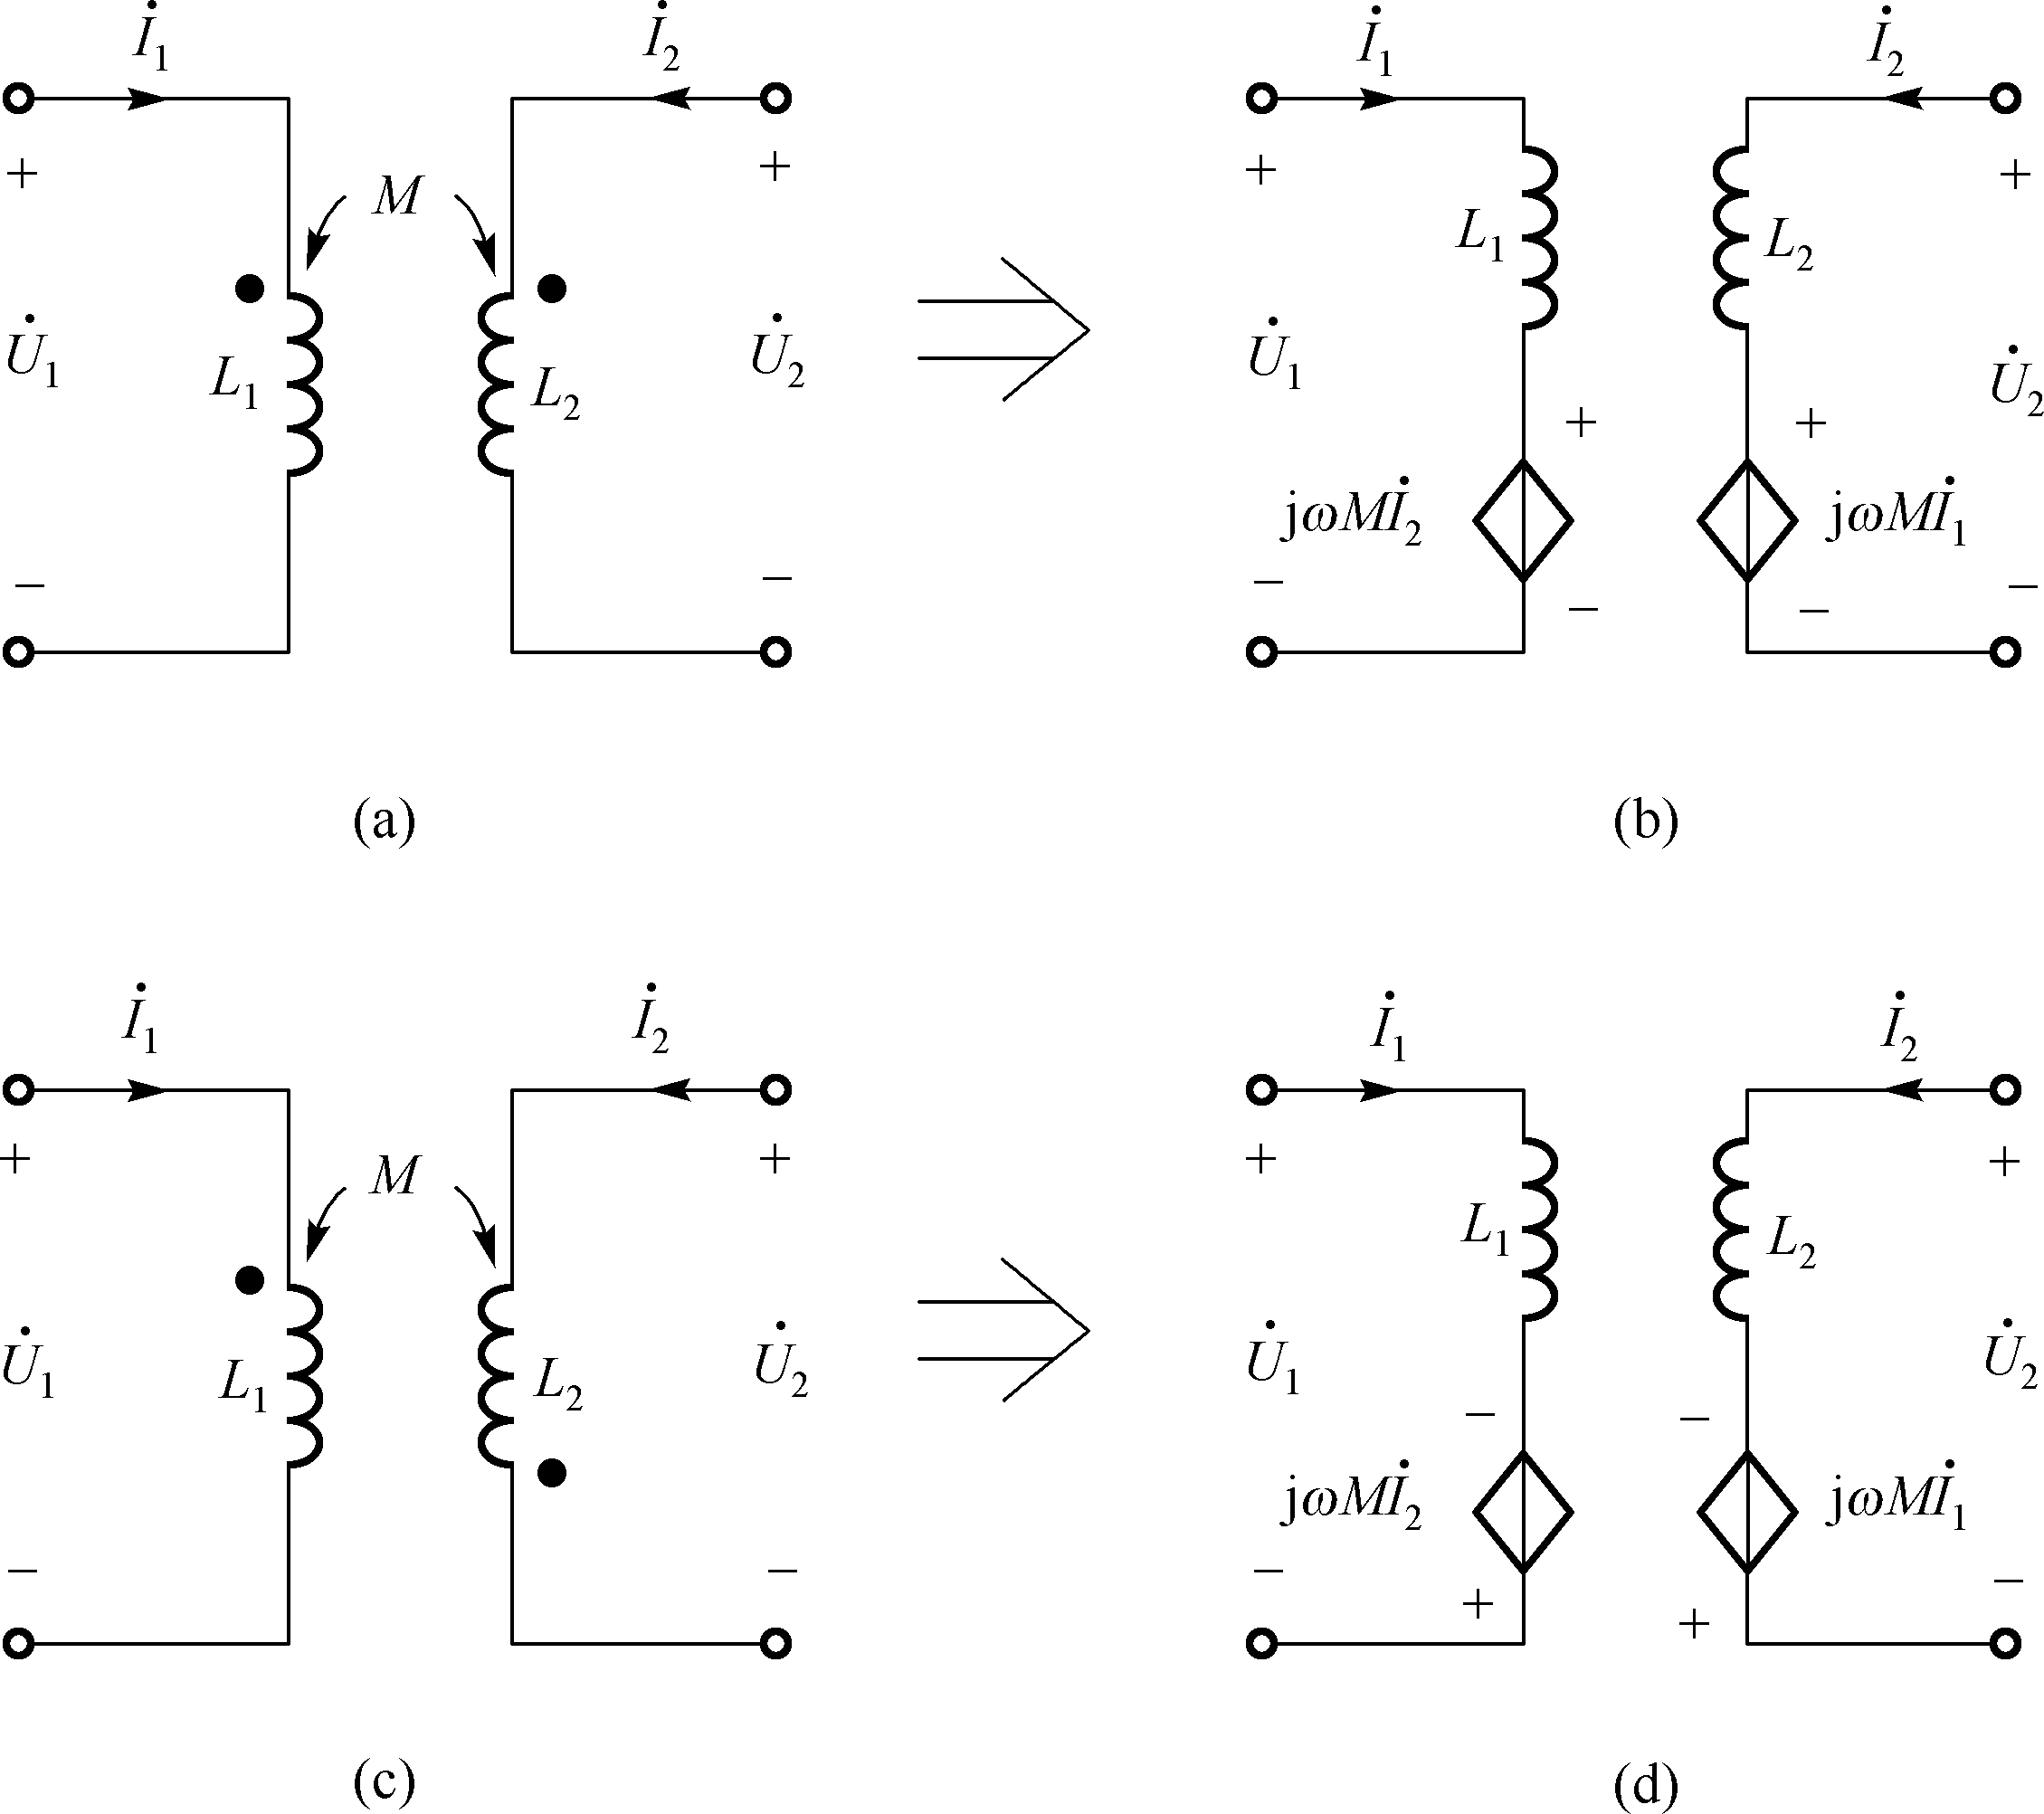 İ₁ İ₂ İ₁ İ₂
+ + + +
M
L₁ L₂
U̇₁ L₁ L₂ U̇₂ U̇₁ U̇₂
+ +
jωMİ₂ jωMİ₁
− − − −
− −
(a) (b)
İ₁ İ₂ İ₁ İ₂
+ + + +
M
L₁ L₂
U̇₁ L₁ L₂ U̇₂ U̇₁ U̇₂
− −
jωMİ₂ jωMİ₁
− − − −
+ +
(c) (d)